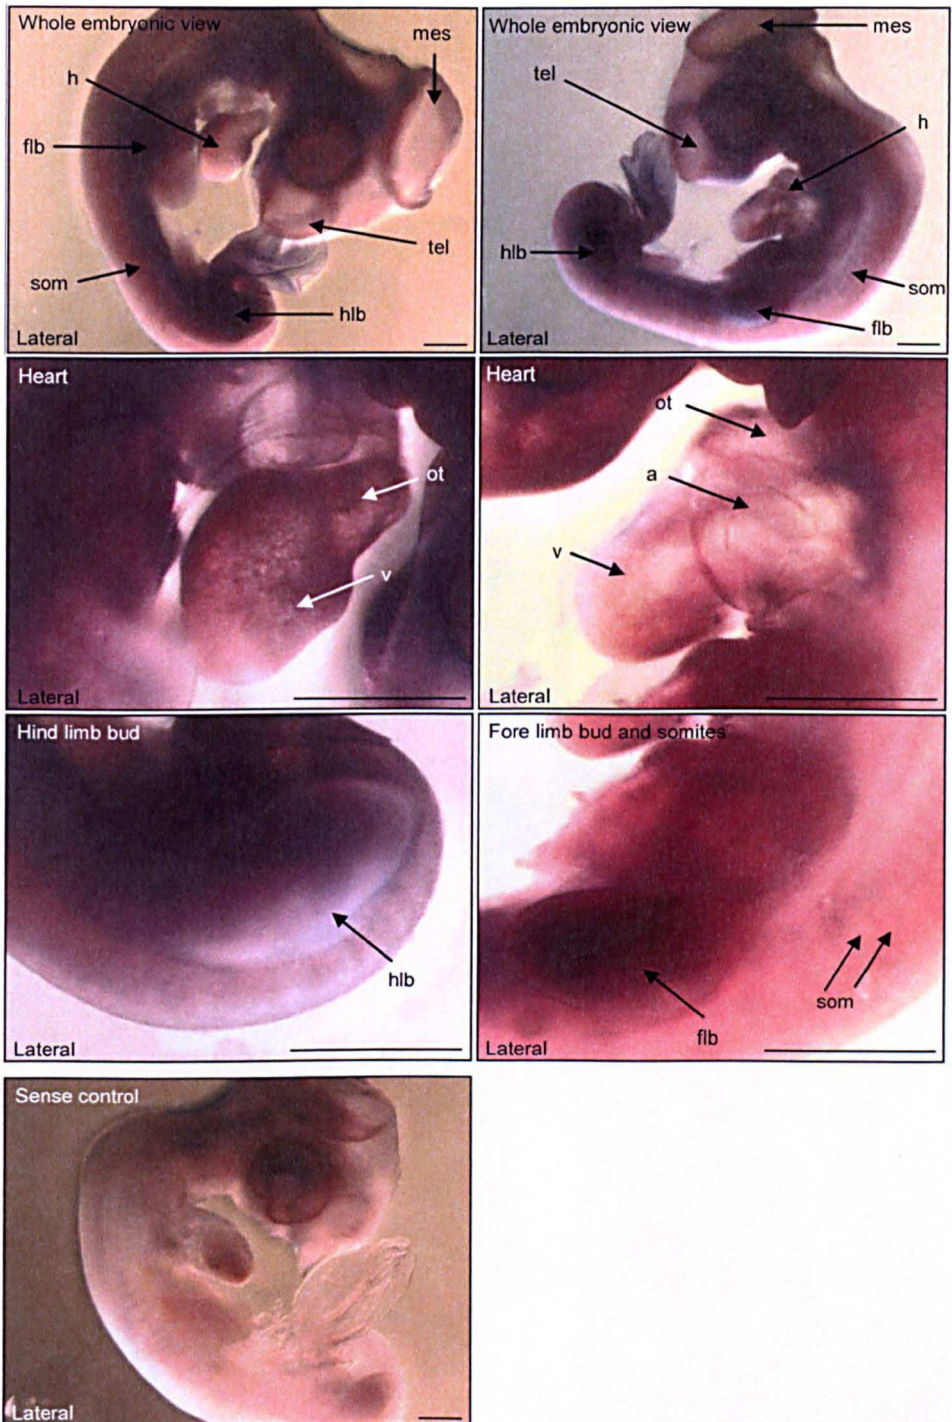 Whole embryonic view
mes
h
flb
tel
som
hlb
Lateral
Whole embryonic view
mes
tel
h
hlb
som
flb
Lateral
Heart
ot
v
Lateral
Heart
ot
a
v
Lateral
Hind limb bud
hlb
Lateral
Fore limb bud and somites
som
flb
Lateral
Sense control
Lateral